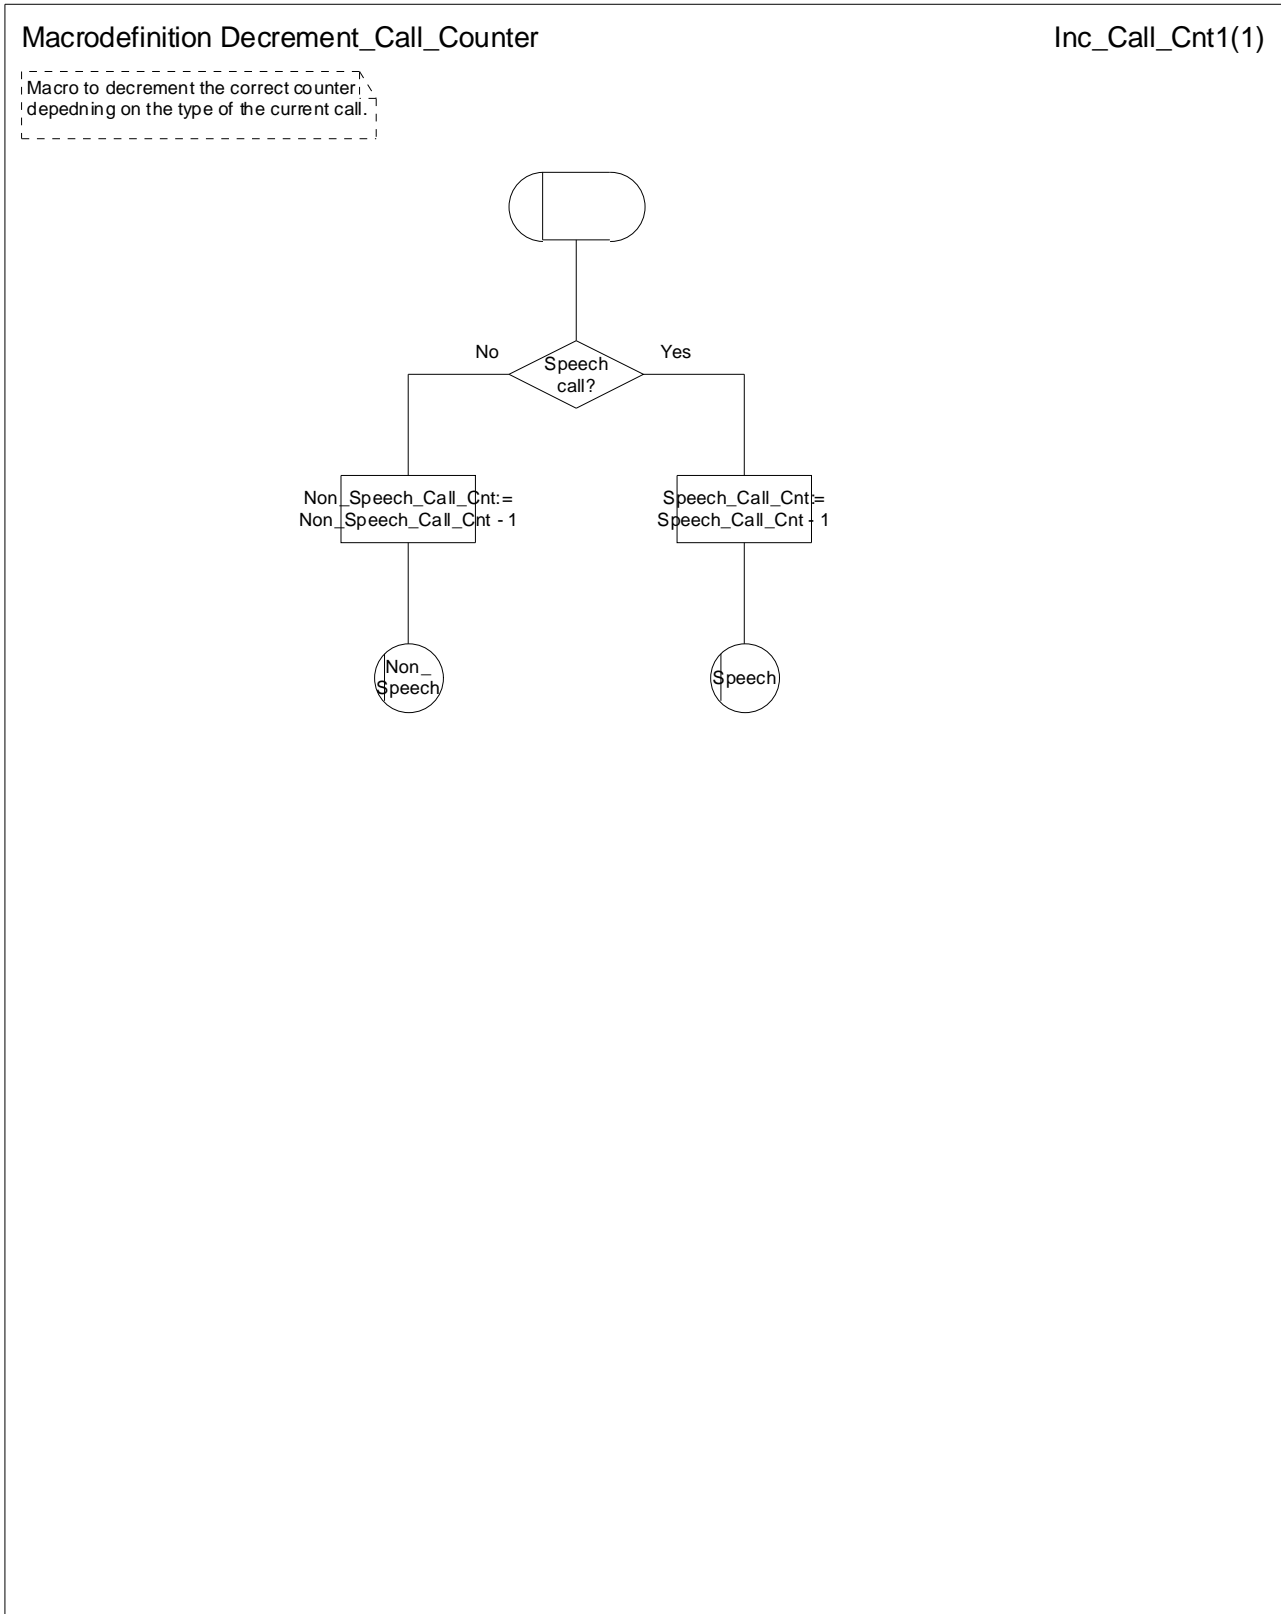 Macrodefinition Decrement_Call_Counter
Inc_Call_Cnt1(1)
Macro to decrement the correct counter
depedning on the type of the current call.
No
Speech
call?
Yes
Non_Speech_Call_Cnt:=
Non_Speech_Call_Cnt - 1
Speech_Call_Cnt:=
Speech_Call_Cnt - 1
Non_
Speech
Speech